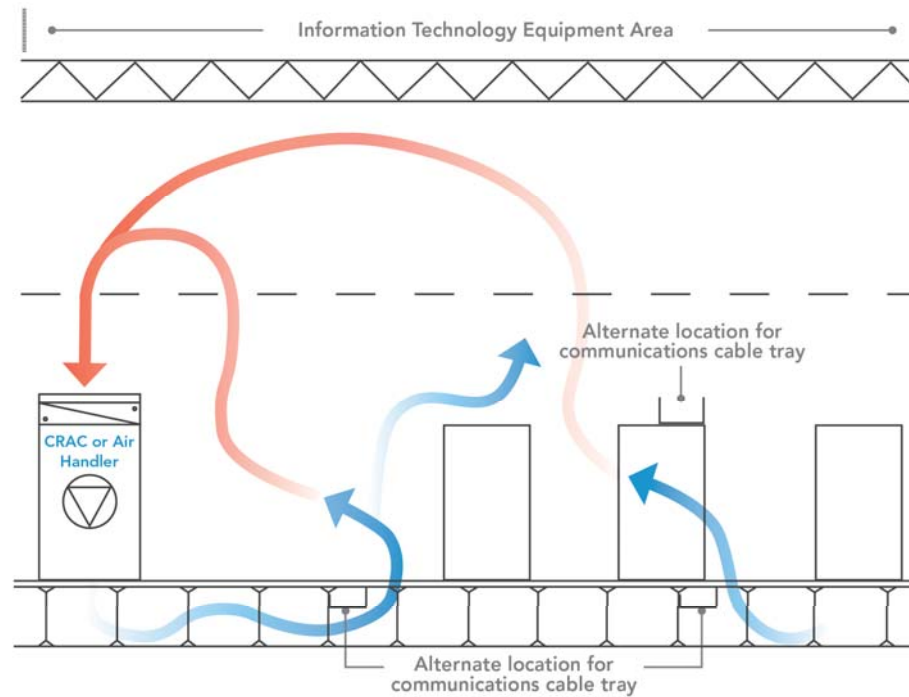 Information Technology Equipment Area
Alternate location for
communications cable tray
CRAC or Air
Handler
Alternate location for
communications cable tray